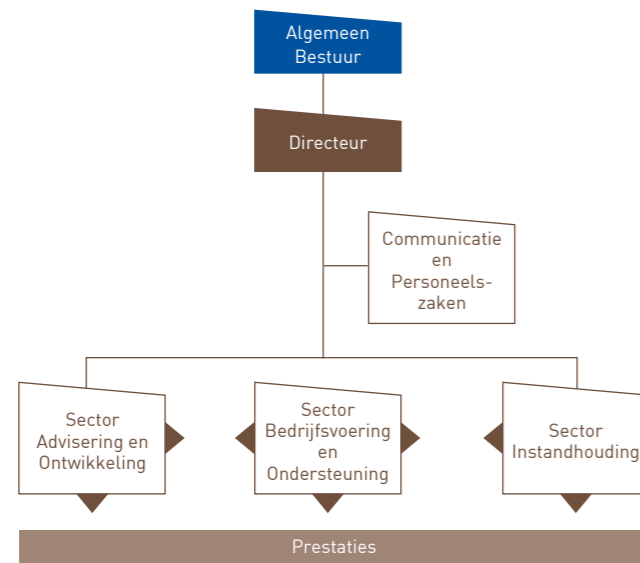 Algemeen
Bestuur
Directeur
Communicatie
en
Personeels-
zaken
Sector
Advisering en
Ontwikkeling
Sector
Bedrijfsvoering
en
Ondersteuning
Sector
Instandhouding
Prestaties